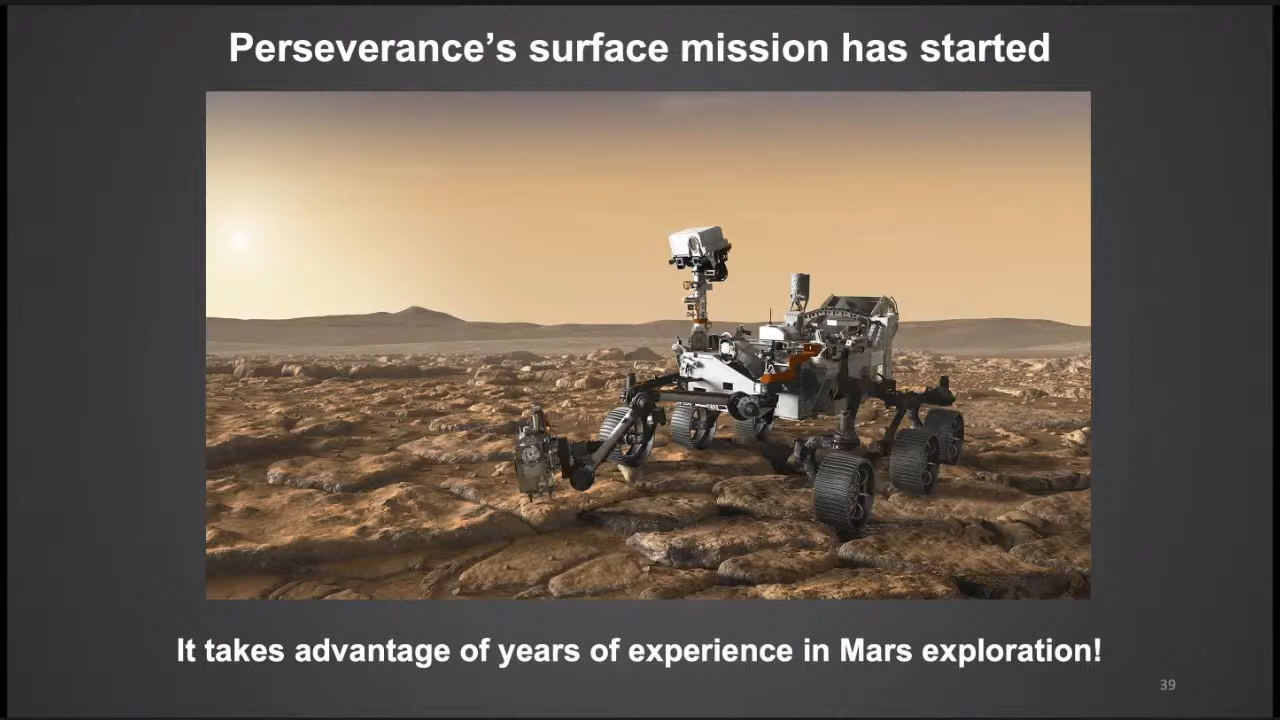 Perseverance’s surface mission has started
It takes advantage of years of experience in Mars exploration!
39